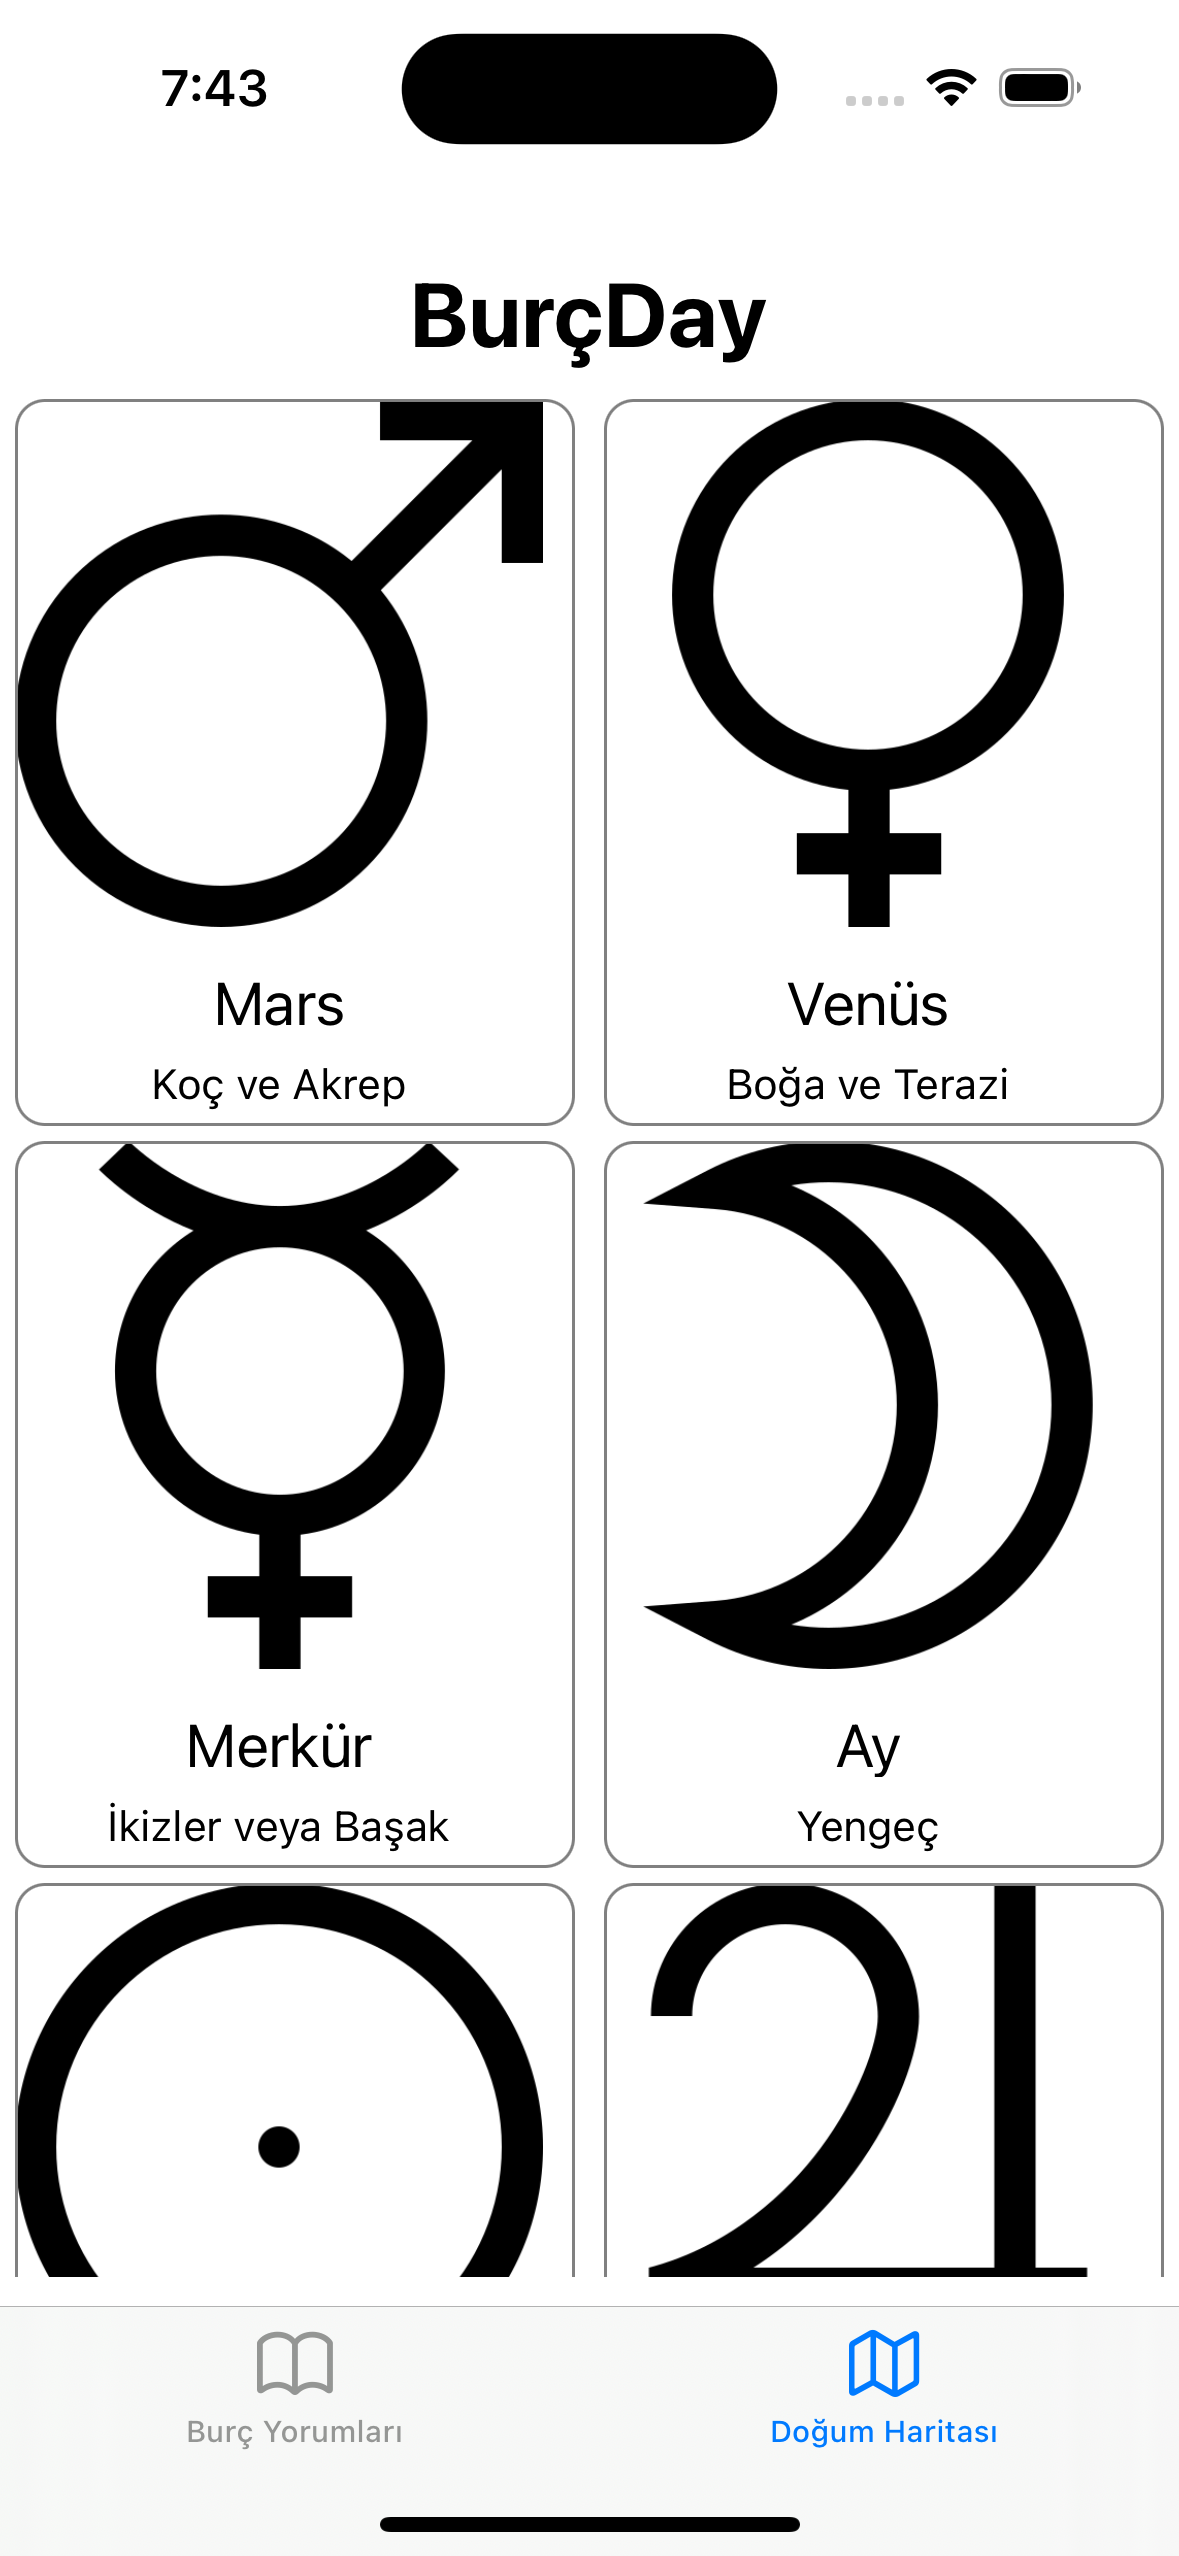 7:43
BurçDay
Mars
Koç ve Akrep
Venüs
Boğa ve Terazi
Merkür
İkizler veya Başak
Ay
Yengeç
Burç Yorumları
Doğum Haritası